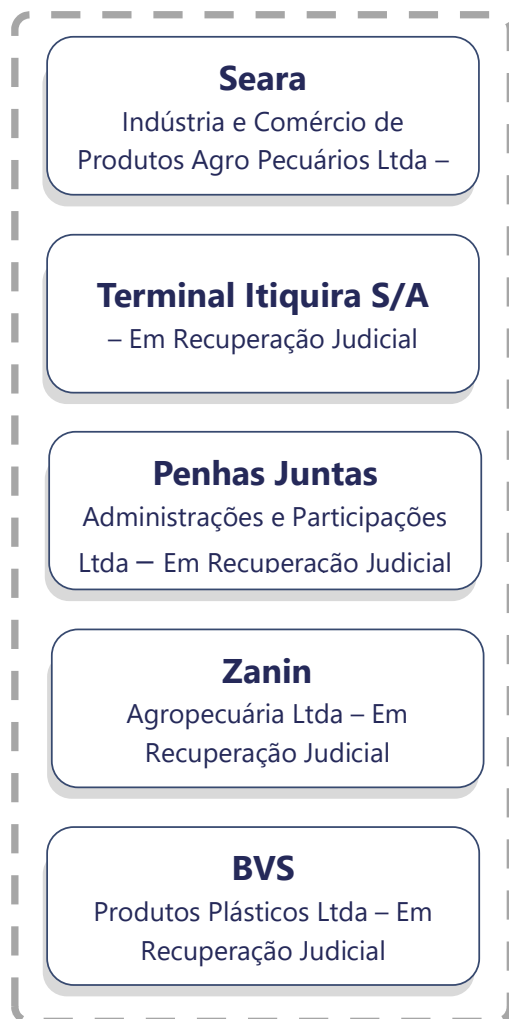 Seara
Indústria e Comércio de
Produtos Agro Pecuários Ltda –
Terminal Itiquira S/A
– Em Recuperação Judicial
Penhas Juntas
Administrações e Participações
Ltda – Em Recuperação Judicial
Zanin
Agropecuária Ltda – Em
Recuperação Judicial
BVS
Produtos Plásticos Ltda – Em
Recuperação Judicial